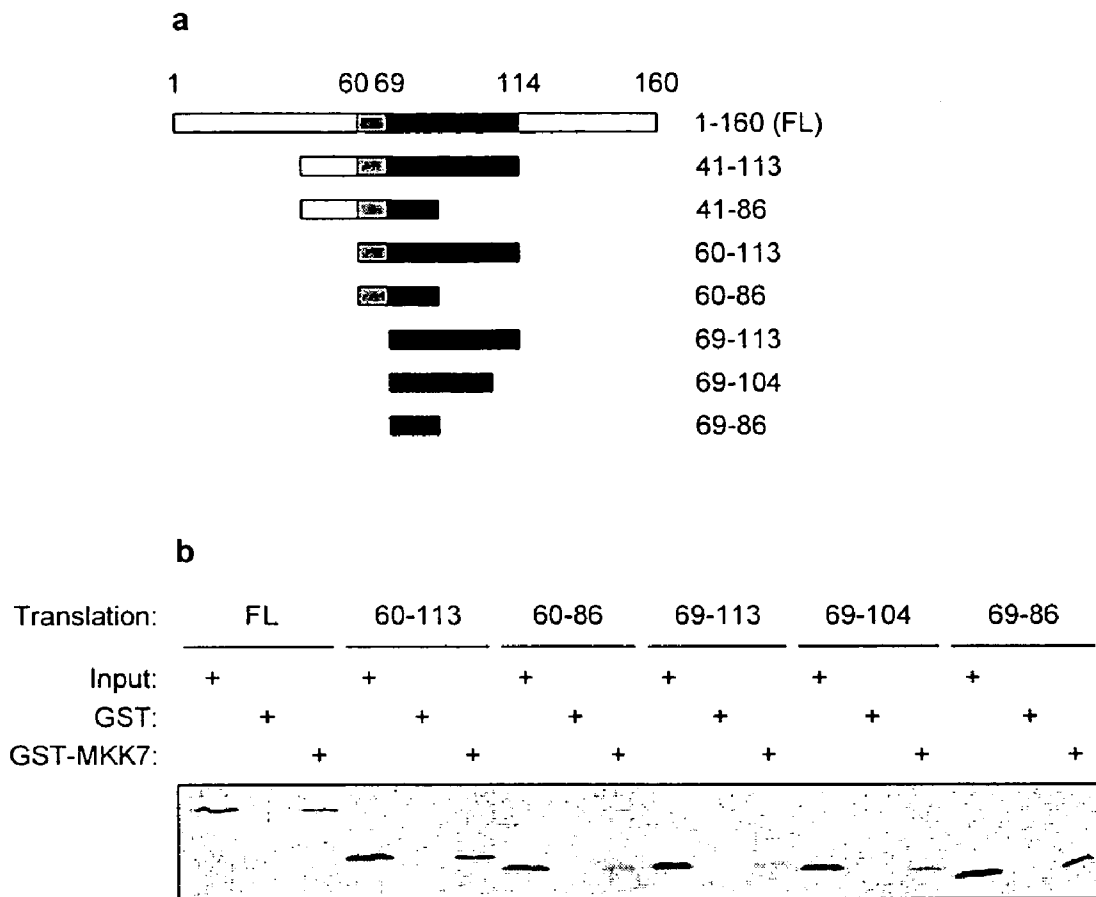 a
1 60 69 114 160
1-160 (FL)
41-113
41-86
60-113
60-86
69-113
69-104
69-86
b
Translation: FL 60-113 60-86 69-113 69-104 69-86
Input: + + + + + +
GST: + + + + + +
GST-MKK7: + + + + + +